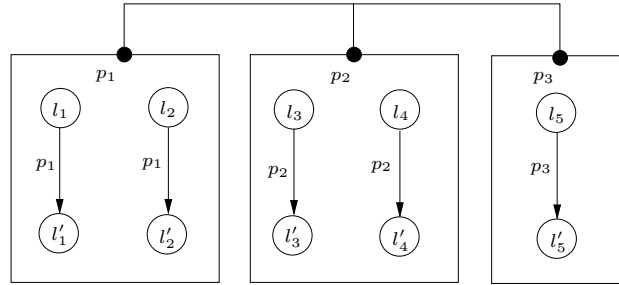 p₁ p₂ p₃
l₁ l₂ l₃ l₄ l₅
p₁ p₁ p₂ p₂ p₃
l′₁ l′₂ l′₃ l′₄ l′₅